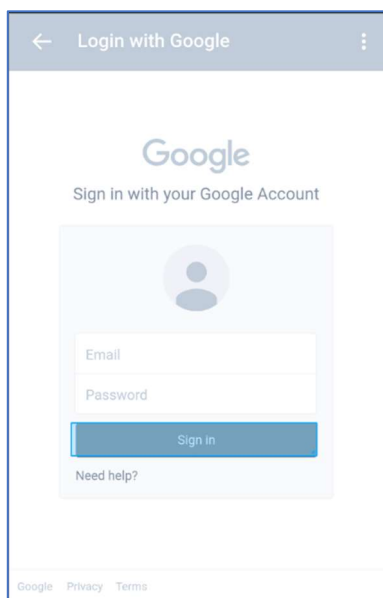 Login with Google
Google
Sign in with your Google Account
Email
Password
Sign in
Need help?
Google Privacy Terms